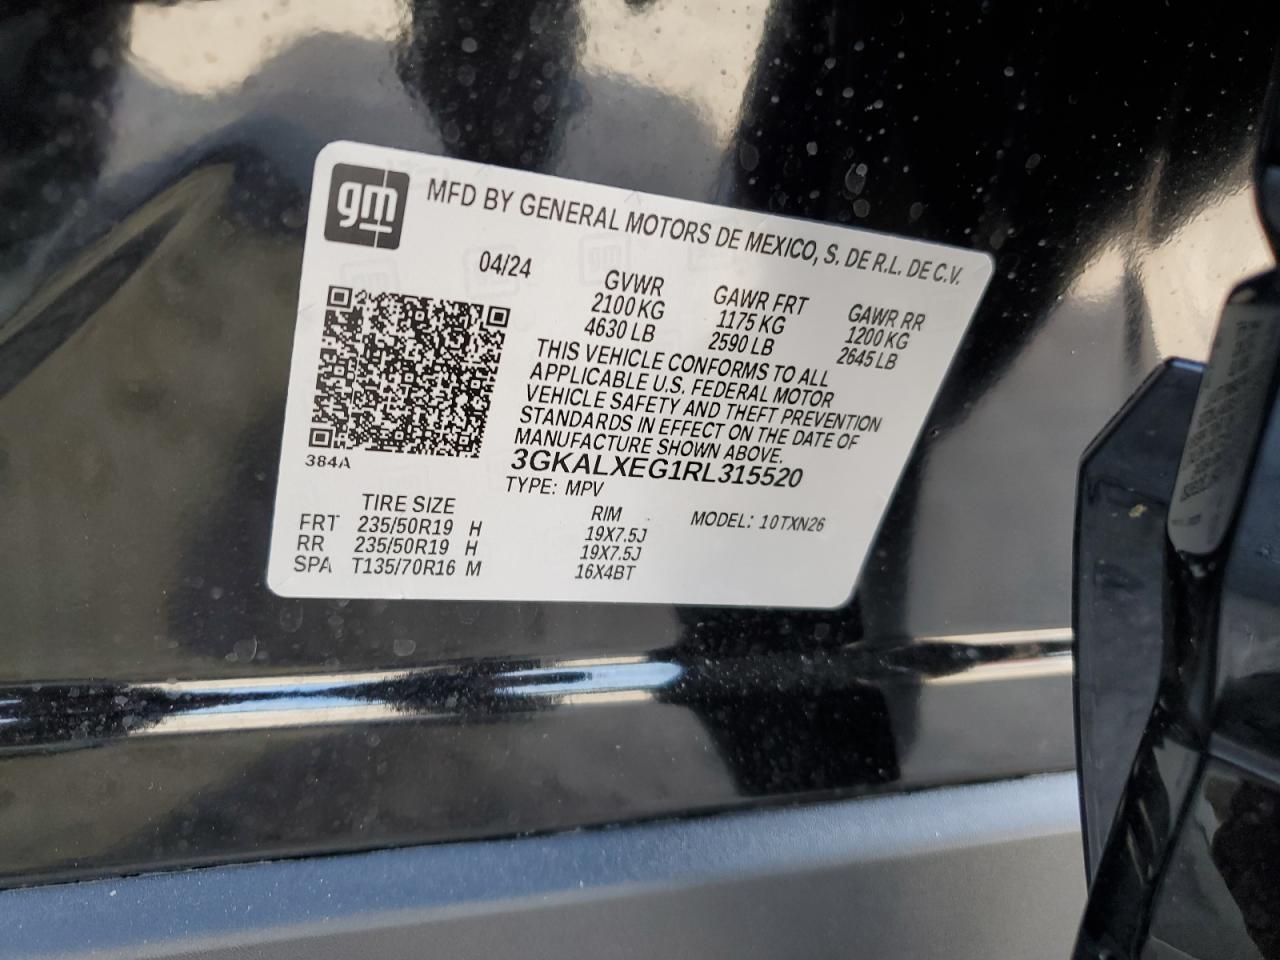 gm
MFD BY GENERAL MOTORS DE MEXICO, S. DE R.L. DE C.V.
04/24
GVWR GAWR FRT GAWR RR
2100 KG 1175 KG 1200 KG
4630 LB 2590 LB 2645 LB
THIS VEHICLE CONFORMS TO ALL
APPLICABLE U.S. FEDERAL MOTOR
VEHICLE SAFETY AND THEFT PREVENTION
STANDARDS IN EFFECT ON THE DATE OF
MANUFACTURE SHOWN ABOVE.
384A
3GKALXEG1RL315520
TYPE: MPV
MODEL: 10TXN26
TIRE SIZE RIM
FRT 235/50R19 H 19X7.5J
RR 235/50R19 H 19X7.5J
SPA T135/70R16 M 16X4BT